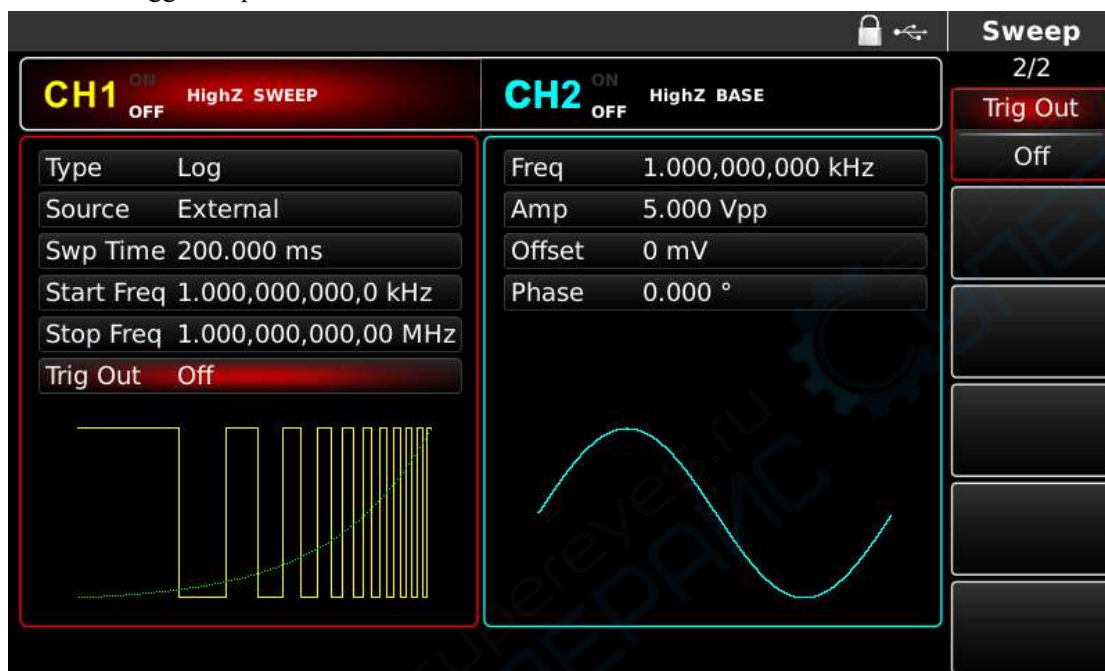 Sweep
2/2
CH1 ON OFF HighZ SWEEP
CH2 ON OFF HighZ BASE
Trig Out
Off
Type Log
Source External
Swp Time 200.000 ms
Start Freq 1.000,000,000,0 kHz
Stop Freq 1.000,000,000,00 MHz
Trig Out Off
Freq 1.000,000,000 kHz
Amp 5.000 Vpp
Offset 0 mV
Phase 0.000 °
supereyes.ru
СУПЕРАЙС